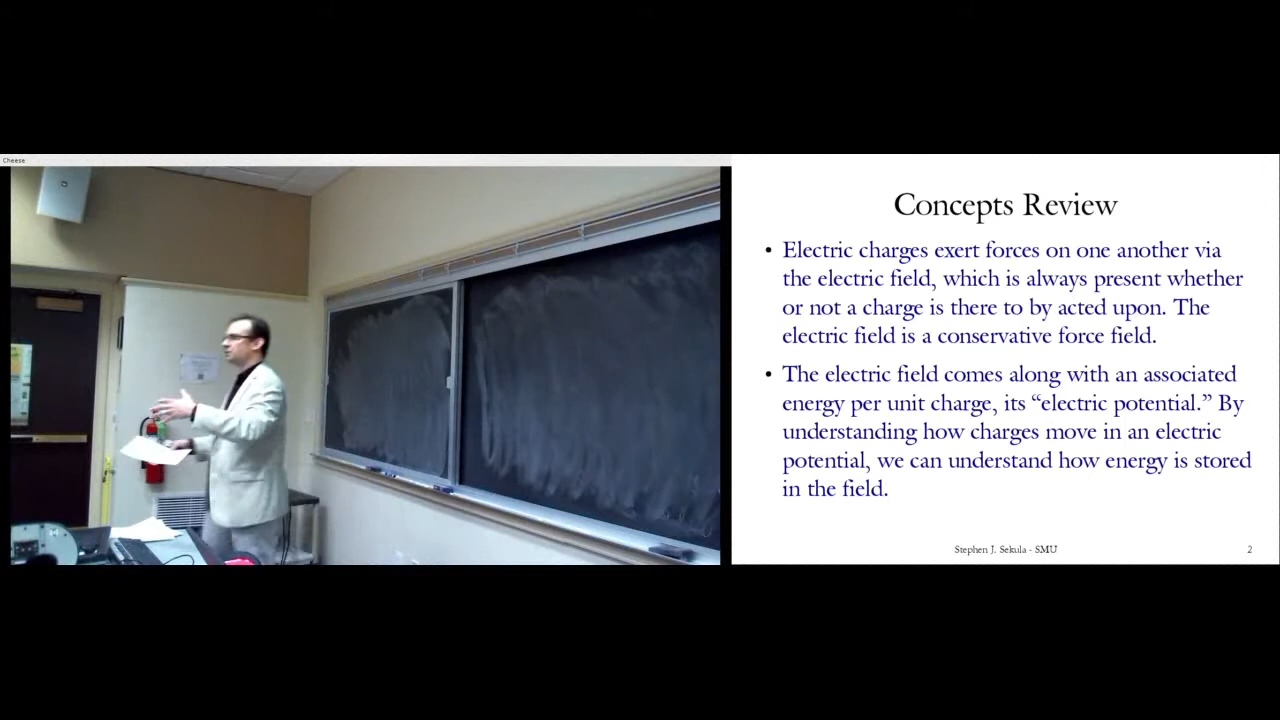 Cheese
Concepts Review
• Electric charges exert forces on one another via
the electric field, which is always present whether
or not a charge is there to by acted upon. The
electric field is a conservative force field.
• The electric field comes along with an associated
energy per unit charge, its “electric potential.” By
understanding how charges move in an electric
potential, we can understand how energy is stored
in the field.
Stephen J. Sekula - SMU
2